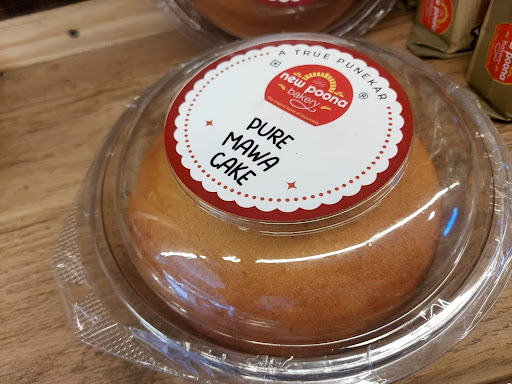 A TRUE PUNEKAR
new poona
bakery
®
PURE
MAWA
CAKE